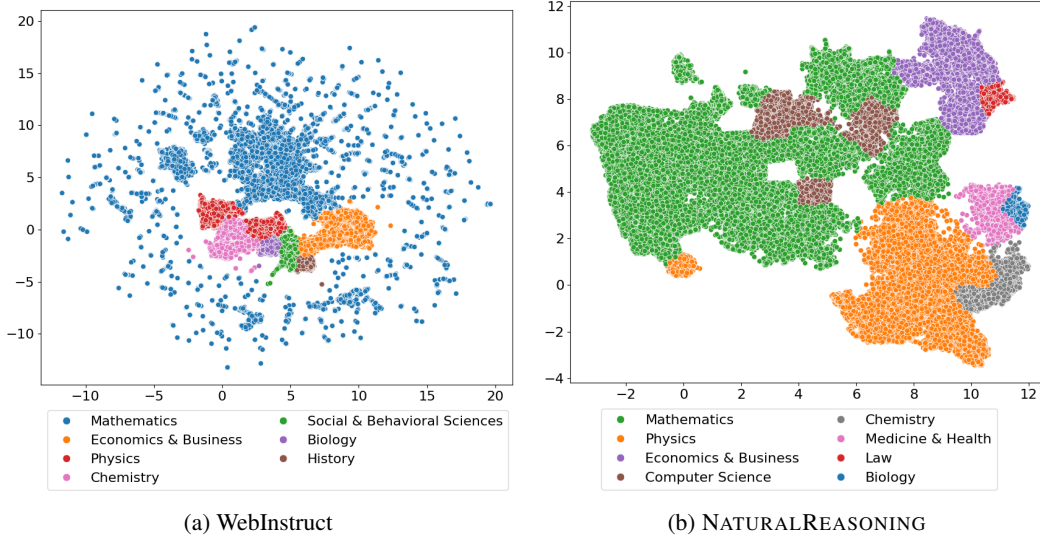 20
15
10
5
0
−5
−10
−10 −5 0 5 10 15 20
Mathematics
Economics & Business
Physics
Chemistry
Social & Behavioral Sciences
Biology
History
(a) WebInstruct
12
10
8
6
4
2
0
−2
−4
−2 0 2 4 6 8 10 12
Mathematics
Physics
Economics & Business
Computer Science
Chemistry
Medicine & Health
Law
Biology
(b) NATURALREASONING